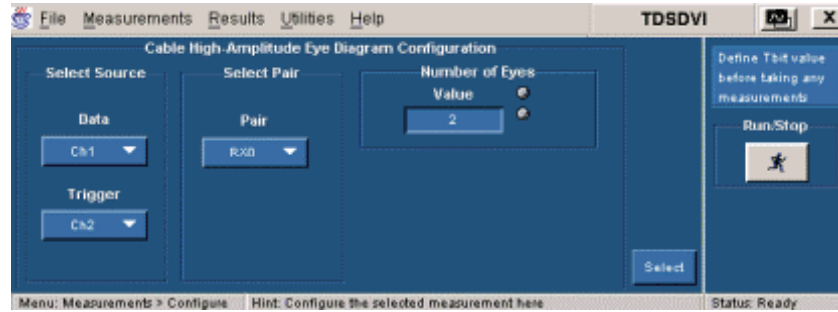 File Measurements Results Utilities Help TDSDVI X
Cable High-Amplitude Eye Diagram Configuration
Select Source
Data
Ch1
Trigger
Ch2
Select Pair
Pair
RX0
Number of Eyes
Value
2
Select
Define Tbit value
before taking any
measurements
Run/Stop
Menu: Measurements > Configure Hint: Configure the selected measurement here Status: Ready